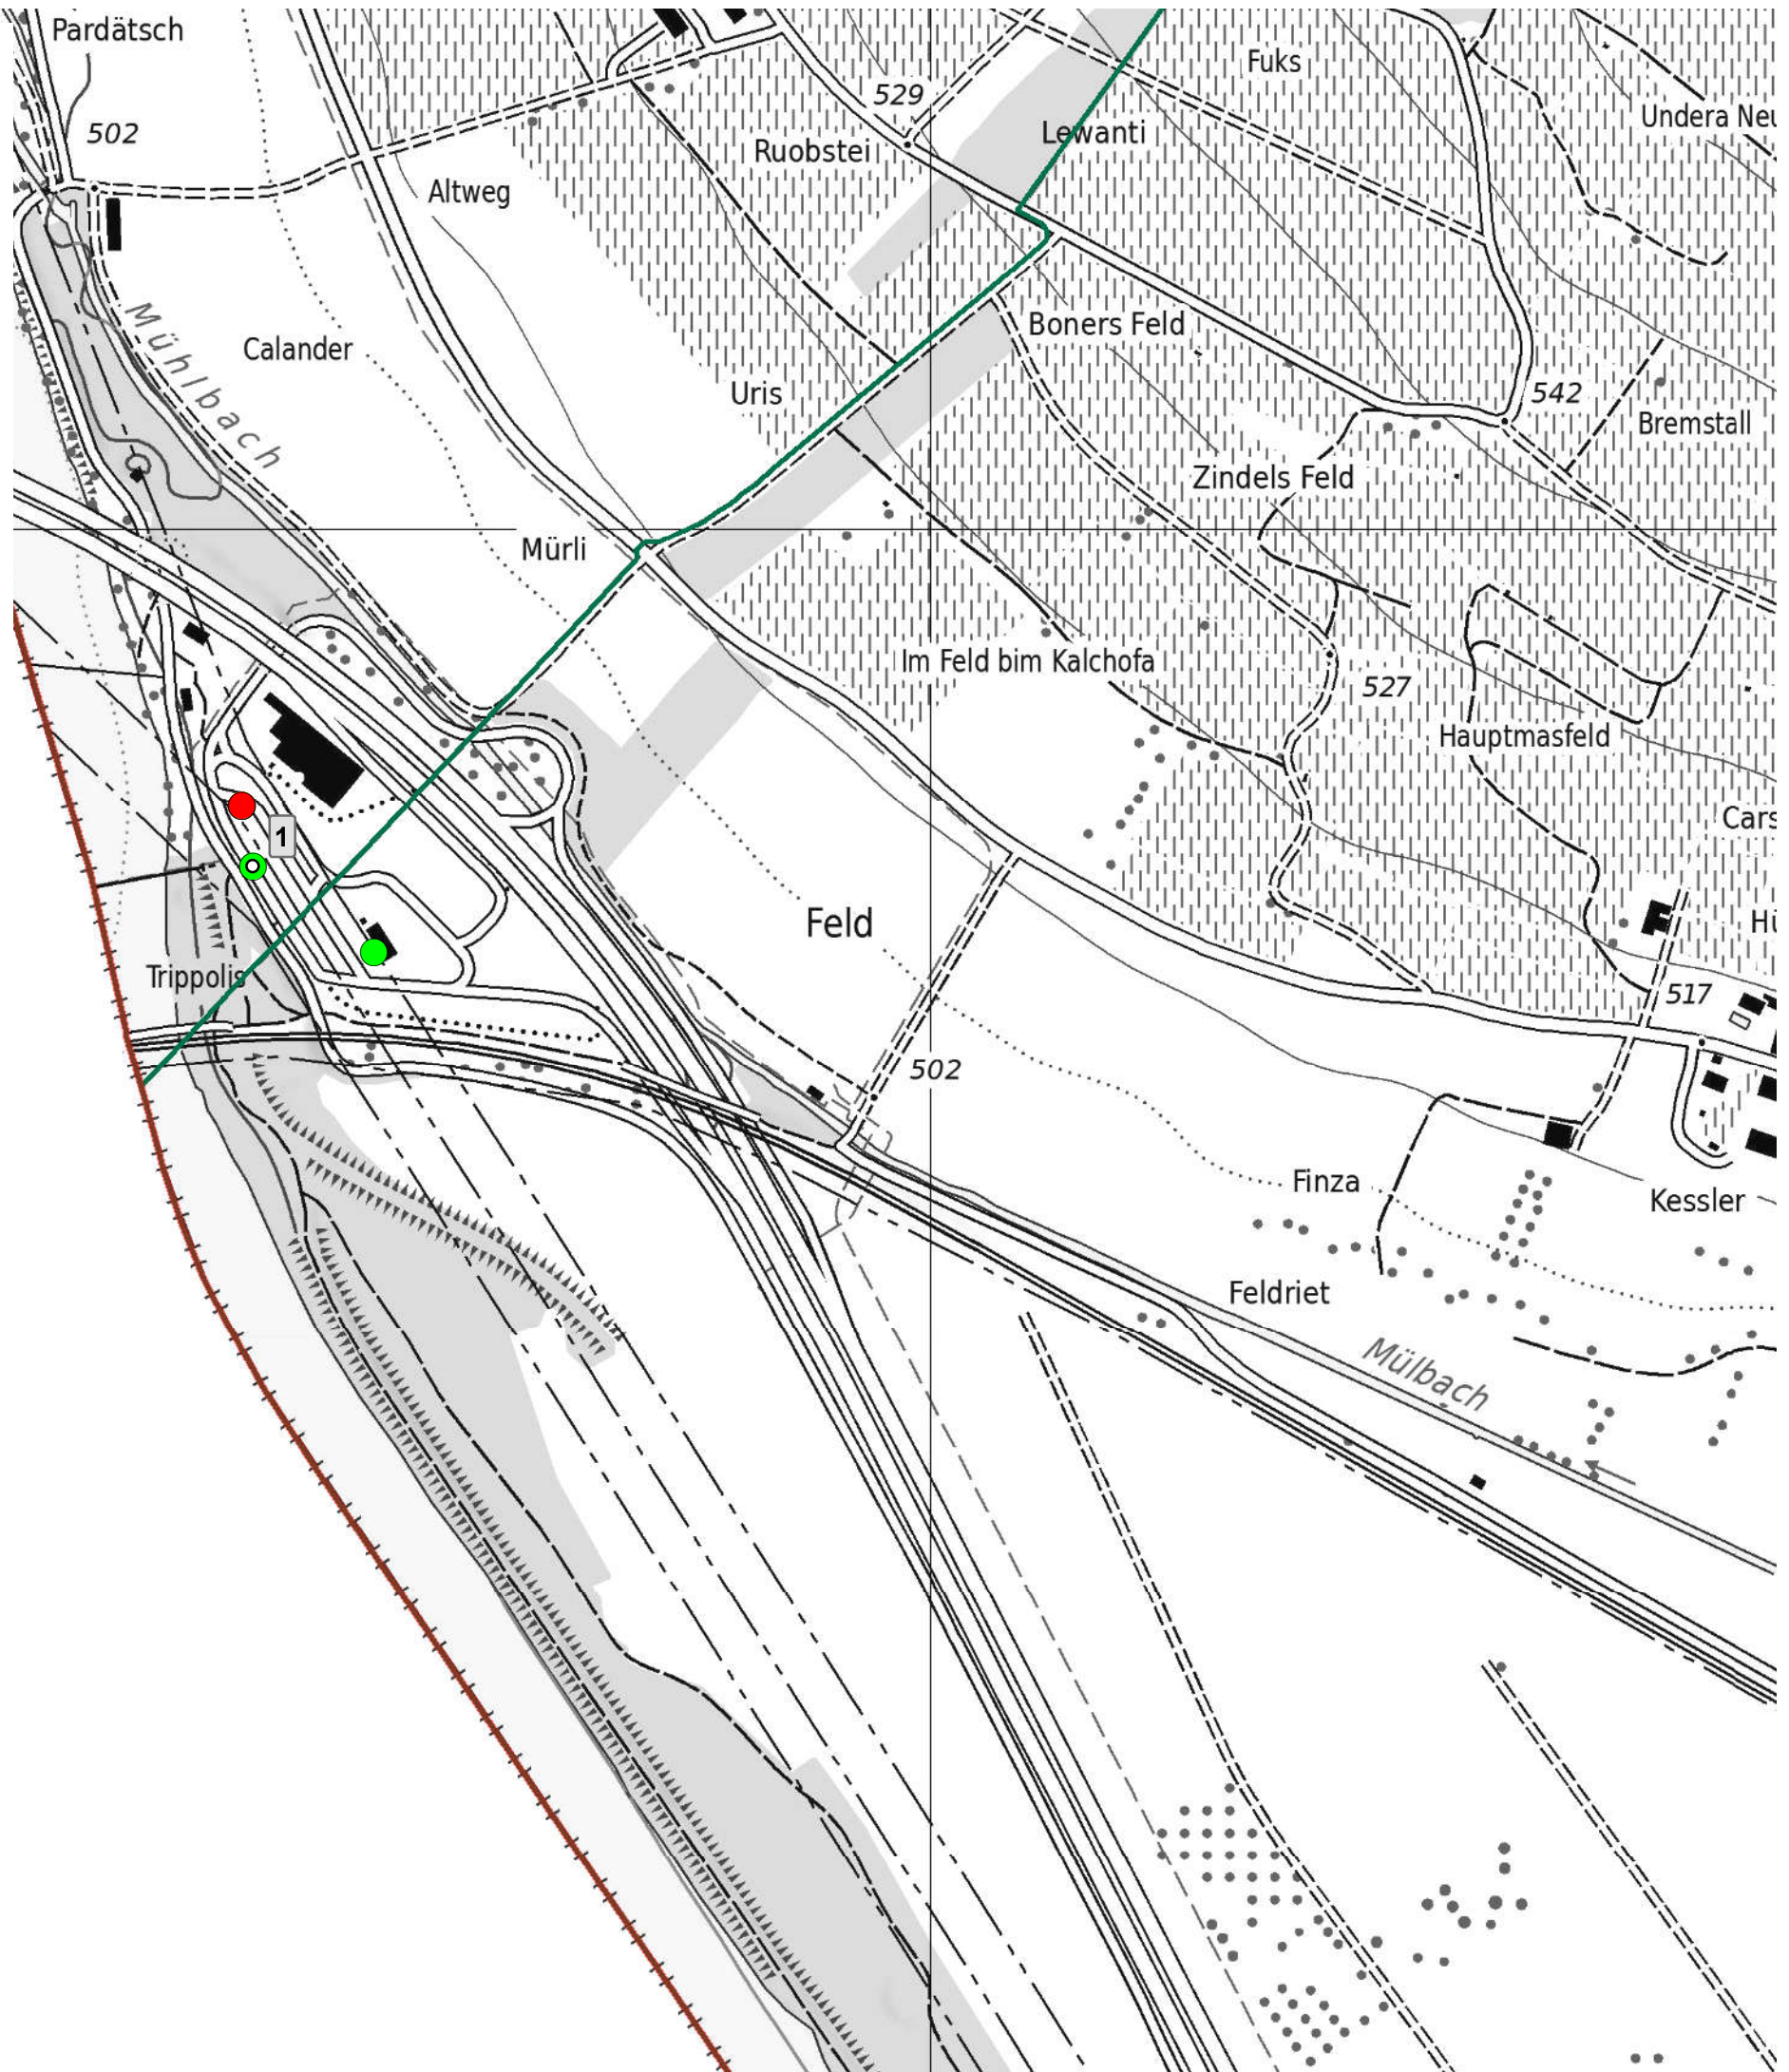 Pardätsch
502
529
Fuks
Undera Neu
Lewanti
Ruobstei
Altweg
Mühlbach
Calander
Boners Feld
Uris
542
Bremstall
Zindels Feld
Mürli
Im Feld bim Kalchofa
527
Hauptmasfeld
Cars
1
Feld
Hü
Trippolis
517
502
Finza
Kessler
Feldriet
Mülbach